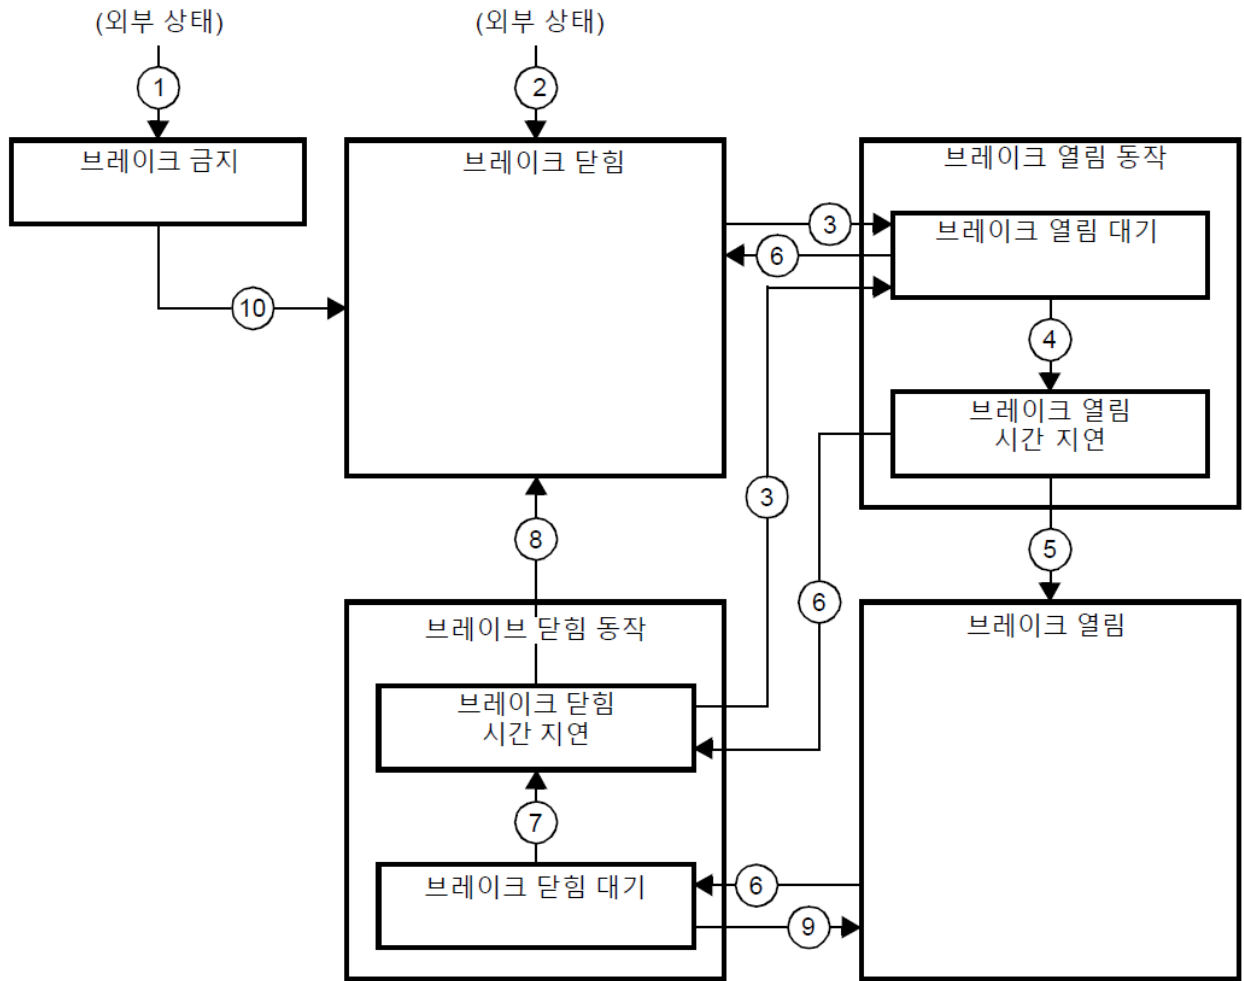 (외부 상태)
(외부 상태)
1
2
브레이크 금지
브레이크 닫힘
브레이크 열림 동작
3
브레이크 열림 대기
6
10
4
브레이크 열림
시간 지연
3
8
5
6
브레이브 닫힘 동작
브레이크 열림
브레이크 닫힘
시간 지연
7
브레이크 닫힘 대기
6
9